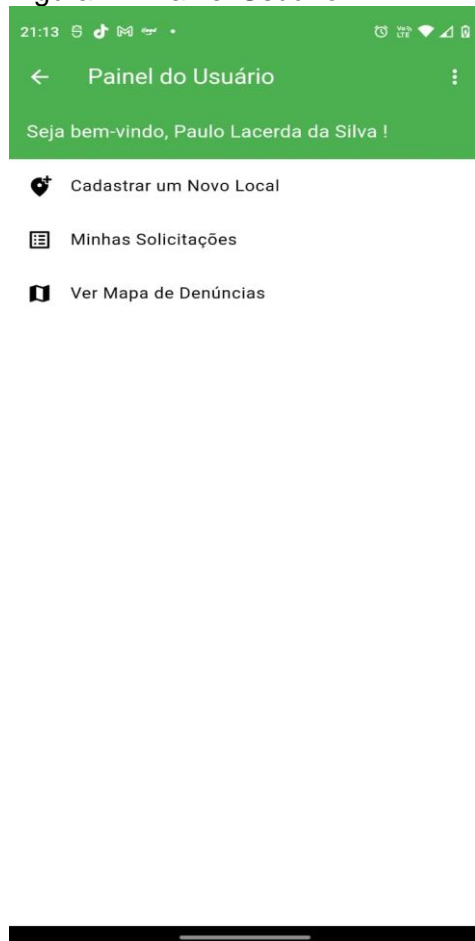 21:13
Painel do Usuário
Seja bem-vindo, Paulo Lacerda da Silva !
Cadastrar um Novo Local
Minhas Solicitações
Ver Mapa de Denúncias